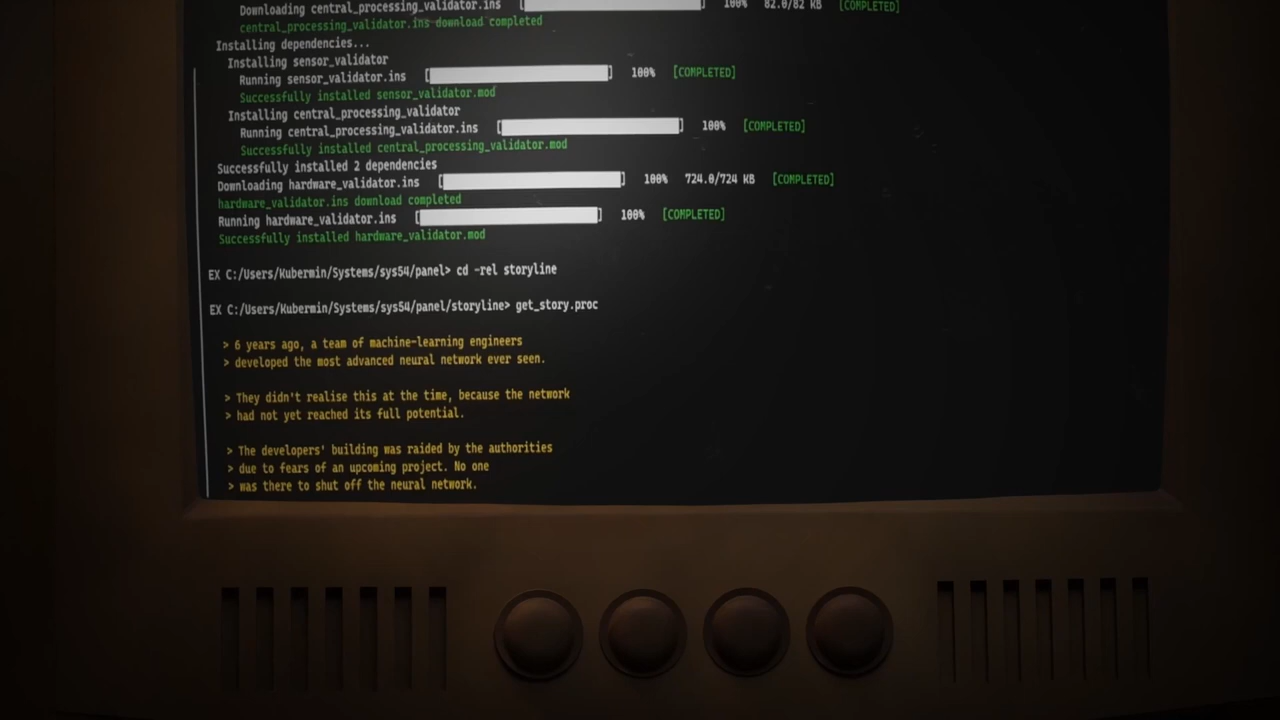 Downloading central_processing_validator.ins [ ] 100% 82.0/82 KB [COMPLETED]
central_processing_validator.ins download completed
Installing dependencies...
Installing sensor_validator
Running sensor_validator.ins [ ] 100% [COMPLETED]
Successfully installed sensor_validator.mod
Installing central_processing_validator
Running central_processing_validator.ins [ ] 100% [COMPLETED]
Successfully installed central_processing_validator.mod
Successfully installed 2 dependencies
Downloading hardware_validator.ins [ ] 100% 724.0/724 KB [COMPLETED]
hardware_validator.ins download completed
Running hardware_validator.ins [ ] 100% [COMPLETED]
Successfully installed hardware_validator.mod
EX C:/Users/Kubermin/Systems/sys54/panel> cd -rel storyline
EX C:/Users/Kubermin/Systems/sys54/panel/storyline> get_story.proc
> 6 years ago, a team of machine-learning engineers
> developed the most advanced neural network ever seen.
> They didn't realise this at the time, because the network
> had not yet reached its full potential.
> The developers' building was raided by the authorities
> due to fears of an upcoming project. No one
> was there to shut off the neural network.